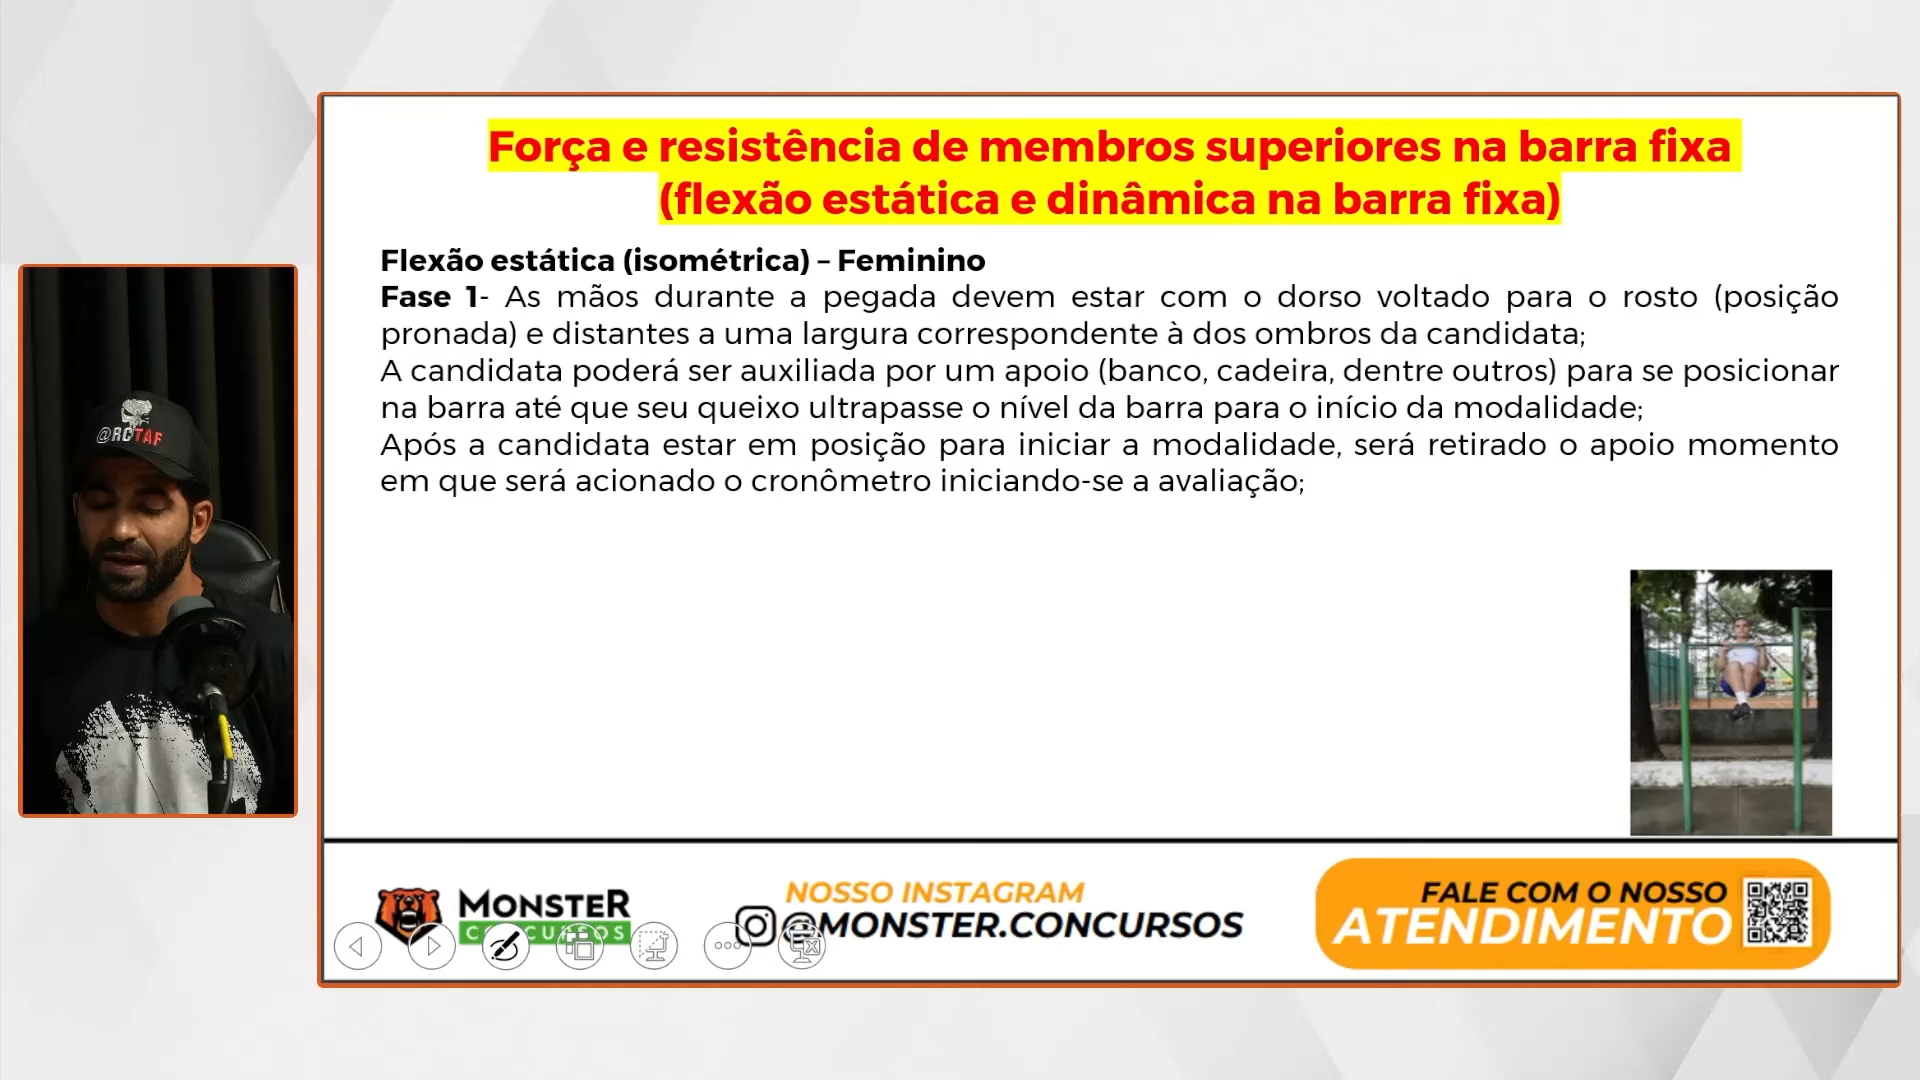 Força e resistência de membros superiores na barra fixa
(flexão estática e dinâmica na barra fixa)
Flexão estática (isométrica) – Feminino
Fase 1- As mãos durante a pegada devem estar com o dorso voltado para o rosto (posição
pronada) e distantes a uma largura correspondente à dos ombros da candidata;
A candidata poderá ser auxiliada por um apoio (banco, cadeira, dentre outros) para se posicionar
na barra até que seu queixo ultrapasse o nível da barra para o início da modalidade;
Após a candidata estar em posição para iniciar a modalidade, será retirado o apoio momento
em que será acionado o cronômetro iniciando-se a avaliação;
@RCTAF
MONSTER
CONCURSOS
NOSSO INSTAGRAM
@MONSTER.CONCURSOS
FALE COM O NOSSO
ATENDIMENTO